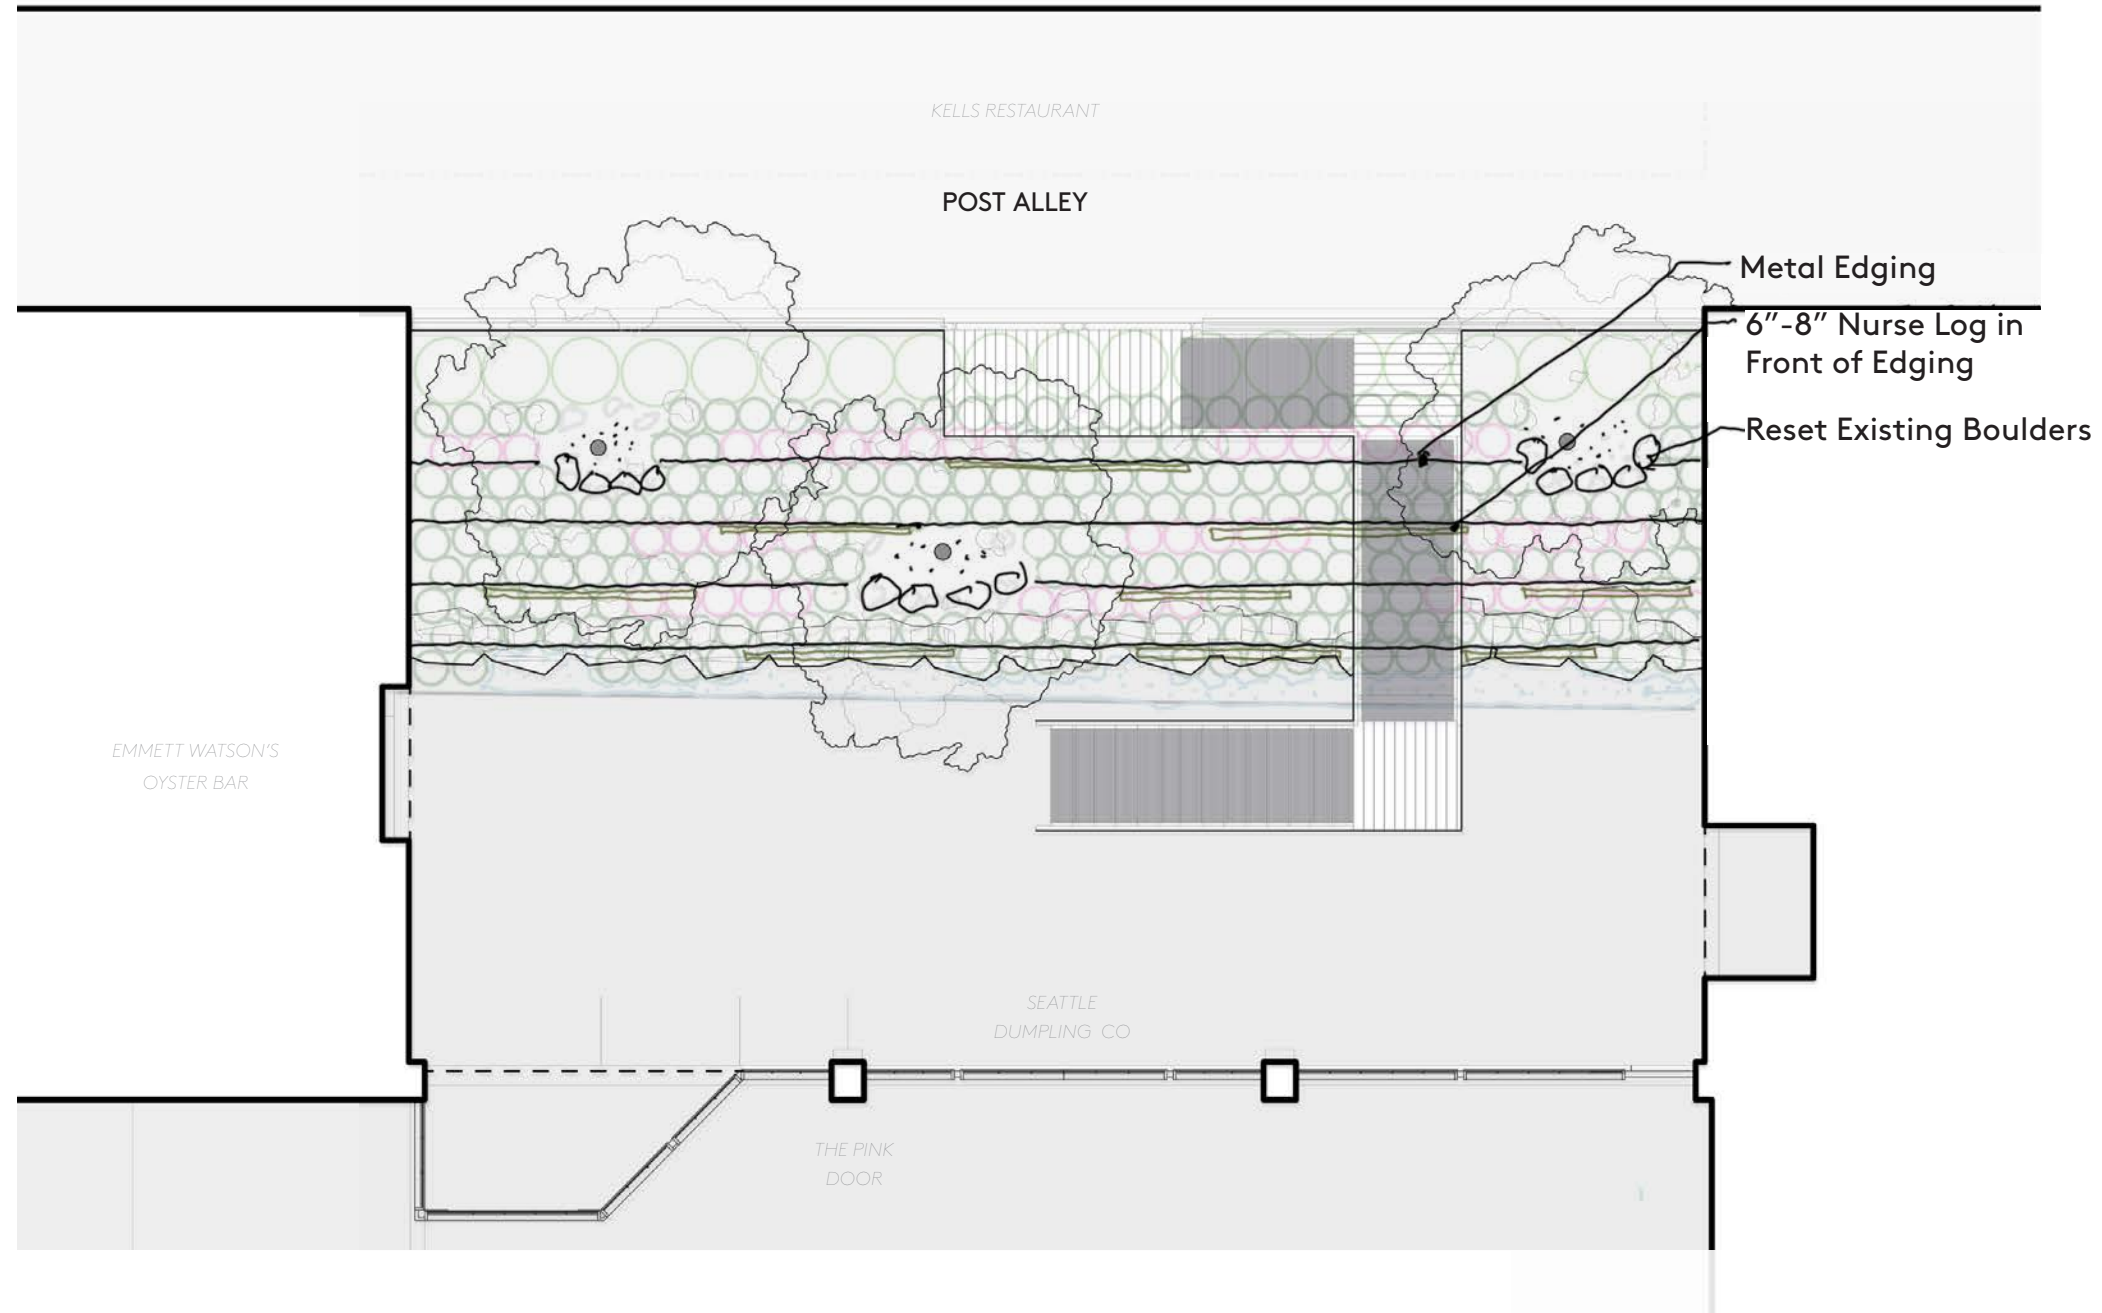 KELLS RESTAURANT
POST ALLEY
Metal Edging
6”-8” Nurse Log in
Front of Edging
Reset Existing Boulders
EMMETT WATSON'S
OYSTER BAR
SEATTLE
DUMPLING CO
THE PINK
DOOR